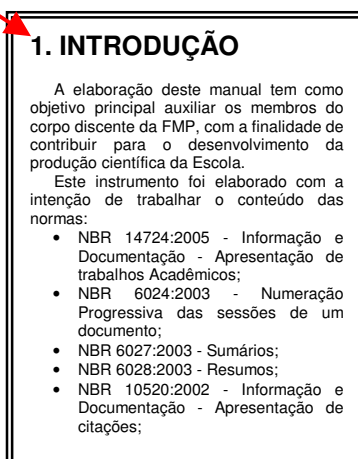 1. INTRODUÇÃO
A elaboração deste manual tem como
objetivo principal auxiliar os membros do
corpo discente da FMP, com a finalidade de
contribuir para o desenvolvimento da
produção científica da Escola.
Este instrumento foi elaborado com a
intenção de trabalhar o conteúdo das
normas:
• NBR 14724:2005 - Informação e
Documentação - Apresentação de
trabalhos Acadêmicos;
• NBR 6024:2003 - Numeração
Progressiva das sessões de um
documento;
• NBR 6027:2003 - Sumários;
• NBR 6028:2003 - Resumos;
• NBR 10520:2002 - Informação e
Documentação - Apresentação de
citações;